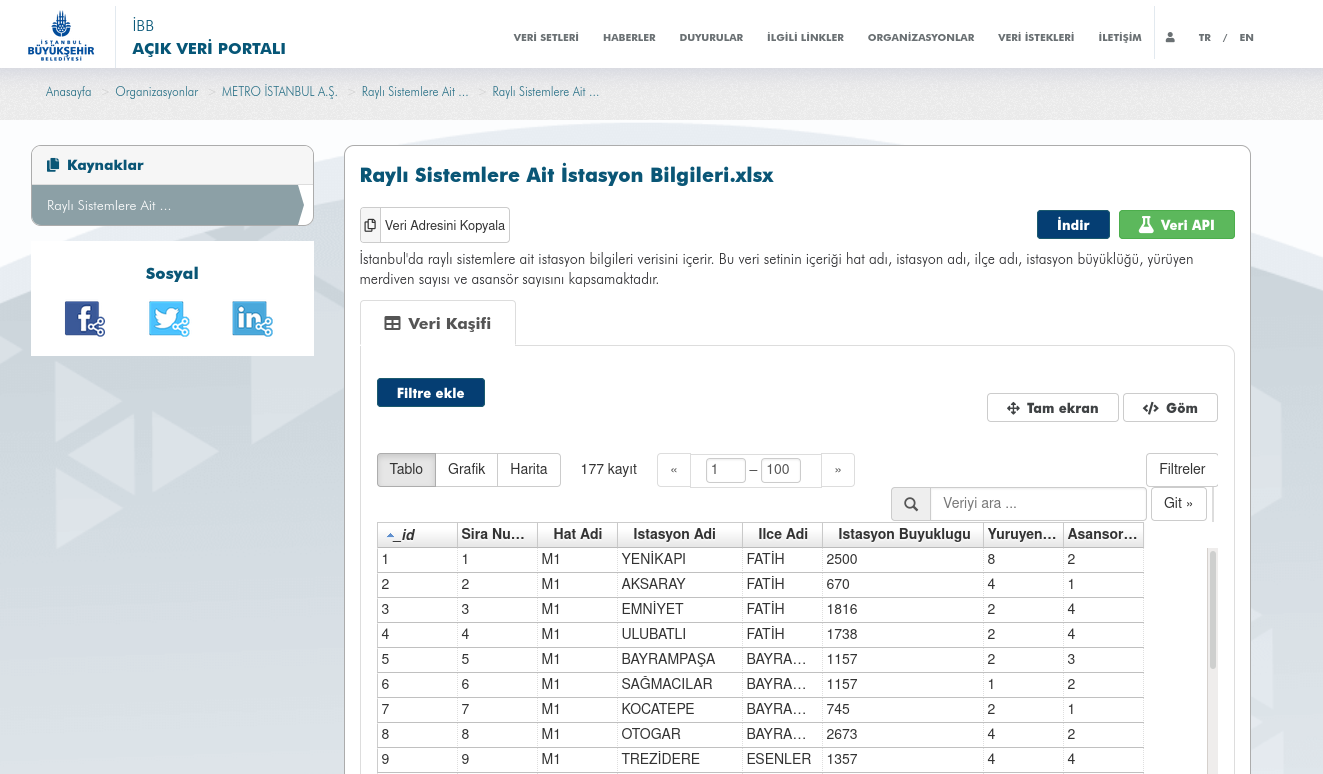 İSTANBUL
BÜYÜKŞEHİR
BELEDİYESİ
İBB
AÇIK VERİ PORTALI
VERİ SETLERİ HABERLER DUYURULAR İLGİLİ LİNKLER ORGANİZASYONLAR VERİ İSTEKLERİ İLETİŞİM TR / EN
Anasayfa > Organizasyonlar > METRO İSTANBUL A.Ş. > Raylı Sistemlere Ait ... > Raylı Sistemlere Ait ...
Kaynaklar
Raylı Sistemlere Ait ...
Sosyal
Raylı Sistemlere Ait İstasyon Bilgileri.xlsx
Veri Adresini Kopyala
İndir Veri API
İstanbul'da raylı sistemlere ait istasyon bilgileri verisini içerir. Bu veri setinin içeriği hat adı, istasyon adı, ilçe adı, istasyon büyüklüğü, yürüyen
merdiven sayısı ve asansör sayısını kapsamaktadır.
Veri Kaşifi
Filtre ekle
Tam ekran Göm
Tablo Grafik Harita 177 kayıt « 1 – 100 » Filtreler
Veriyi ara ... Git »
_id Sira Nu... Hat Adi Istasyon Adi Ilce Adi Istasyon Buyuklugu Yuruyen... Asansor...
1 1 M1 YENİKAPI FATİH 2500 8 2
2 2 M1 AKSARAY FATİH 670 4 1
3 3 M1 EMNİYET FATİH 1816 2 4
4 4 M1 ULUBATLI FATİH 1738 2 4
5 5 M1 BAYRAMPAŞA BAYRA... 1157 2 3
6 6 M1 SAĞMACILAR BAYRA... 1157 1 2
7 7 M1 KOCATEPE BAYRA... 745 2 1
8 8 M1 OTOGAR BAYRA... 2673 4 2
9 9 M1 TREZİDERE ESENLER 1357 4 4